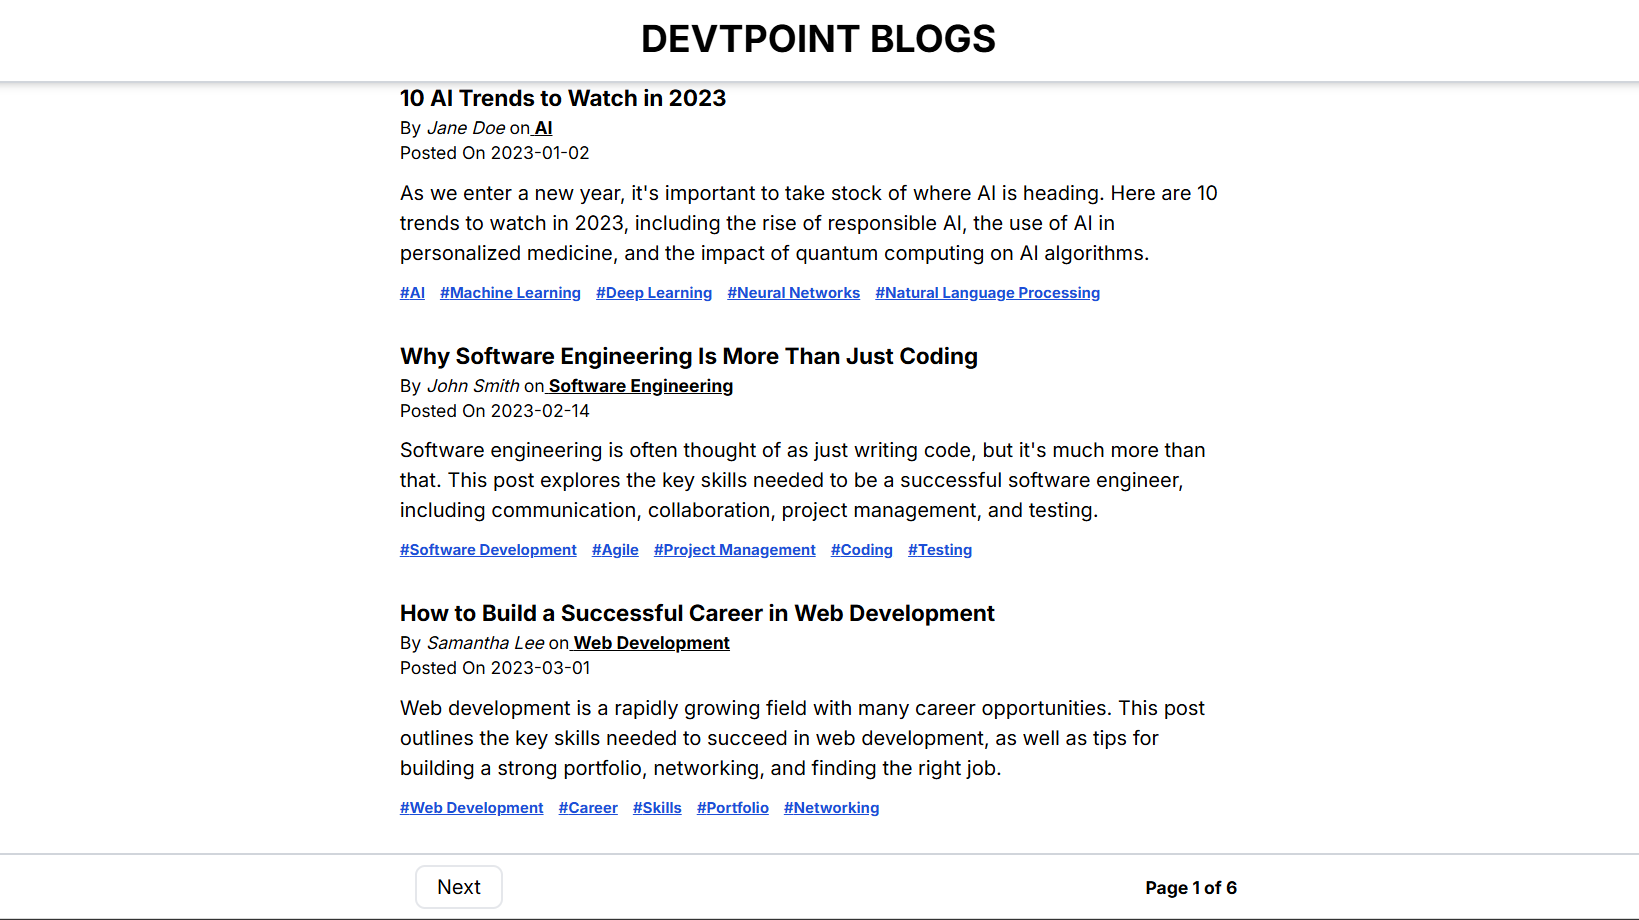 DEVTPOINT BLOGS
10 AI Trends to Watch in 2023
By Jane Doe on AI
Posted On 2023-01-02
As we enter a new year, it's important to take stock of where AI is heading. Here are 10
trends to watch in 2023, including the rise of responsible AI, the use of AI in
personalized medicine, and the impact of quantum computing on AI algorithms.
#AI #Machine Learning #Deep Learning #Neural Networks #Natural Language Processing
Why Software Engineering Is More Than Just Coding
By John Smith on Software Engineering
Posted On 2023-02-14
Software engineering is often thought of as just writing code, but it's much more than
that. This post explores the key skills needed to be a successful software engineer,
including communication, collaboration, project management, and testing.
#Software Development #Agile #Project Management #Coding #Testing
How to Build a Successful Career in Web Development
By Samantha Lee on Web Development
Posted On 2023-03-01
Web development is a rapidly growing field with many career opportunities. This post
outlines the key skills needed to succeed in web development, as well as tips for
building a strong portfolio, networking, and finding the right job.
#Web Development #Career #Skills #Portfolio #Networking
Next Page 1 of 6